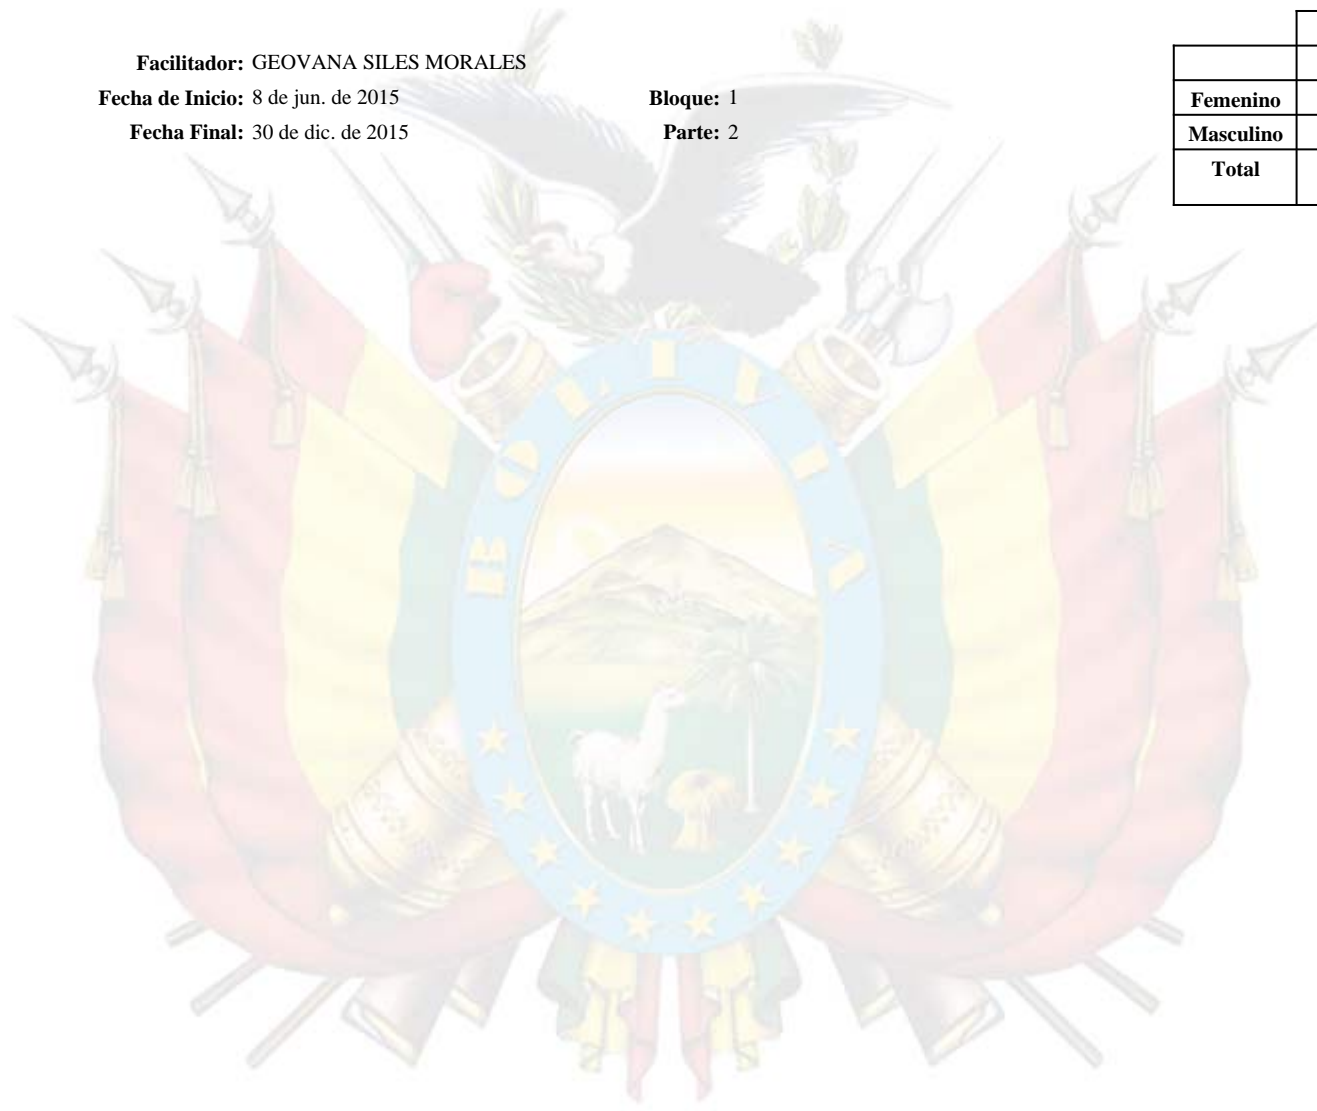 Facilitador: GEOVANA SILES MORALES
Fecha de Inicio: 8 de jun. de 2015 Bloque: 1
Fecha Final: 30 de dic. de 2015 Parte: 2
Femenino
Masculino
Total
BOLIVIA